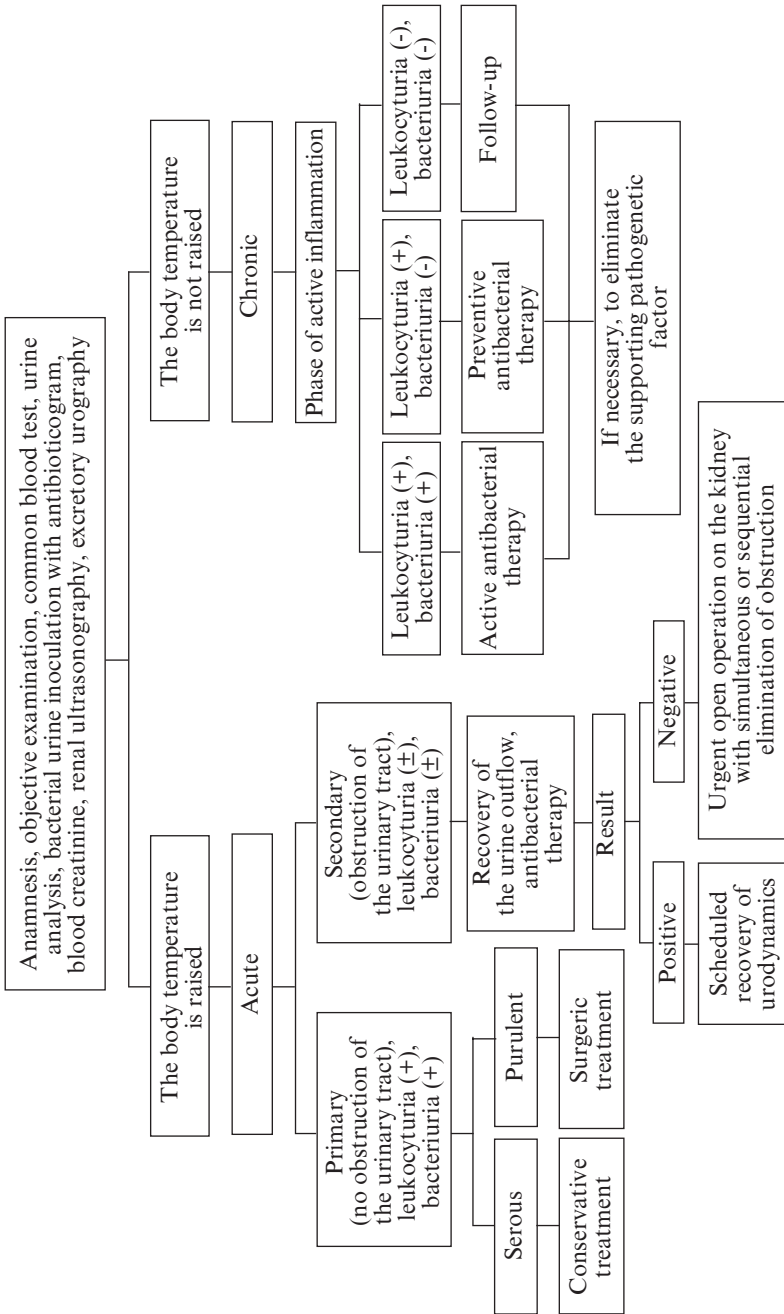 Anamnesis, objective examination, common blood test, urine
analysis, bacterial urine inoculation with antibioticogram,
blood creatinine, renal ultrasonography, excretory urography
The body temperature
is raised
Acute
Primary
(no obstruction of
the urinary tract),
leukocyturia (+),
bacteriuria (+)
Serous
Conservative
treatment
Purulent
Surgeric
treatment
Secondary
(obstruction of
the urinary tract),
leukocyturia (±),
bacteriuria (±)
Recovery of
the urine outflow,
antibacterial
therapy
Result
Positive
Scheduled
recovery of
urodynamics
Negative
Urgent open operation on the kidney
with simultaneous or sequential
elimination of obstruction
The body temperature
is not raised
Chronic
Phase of active inflammation
Leukocyturia (+),
bacteriuria (+)
Active antibacterial
therapy
Leukocyturia (+),
bacteriuria (-)
Preventive
antibacterial
therapy
Leukocyturia (-),
bacteriuria (-)
Follow-up
If necessary, to eliminate
the supporting pathogenetic
factor